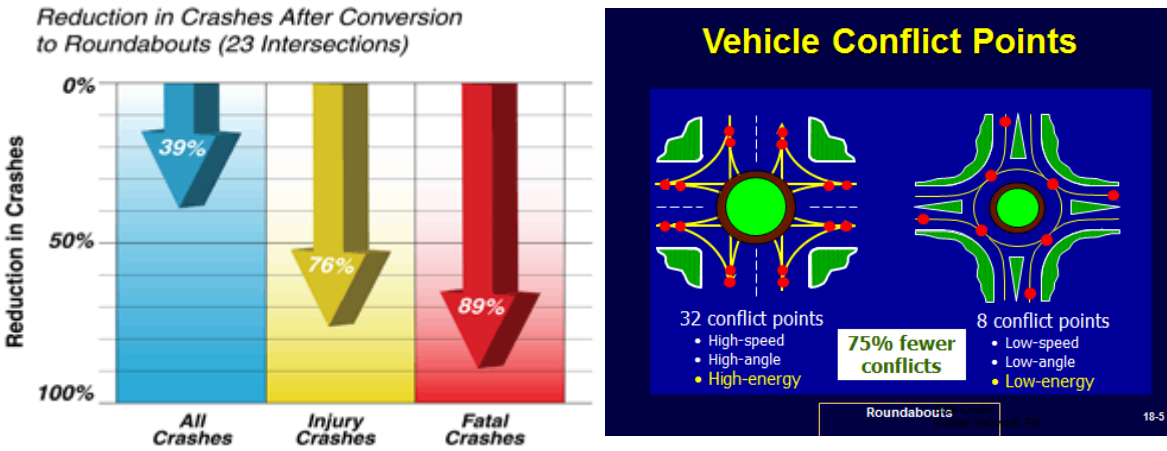 Reduction in Crashes After Conversion
to Roundabouts (23 Intersections)
Reduction in Crashes
0%
50%
100%
39%
76%
89%
All
Crashes
Injury
Crashes
Fatal
Crashes
Vehicle Conflict Points
32 conflict points
• High-speed
• High-angle
• High-energy
75% fewer
conflicts
8 conflict points
• Low-speed
• Low-angle
• Low-energy
Roundabouts
18-5